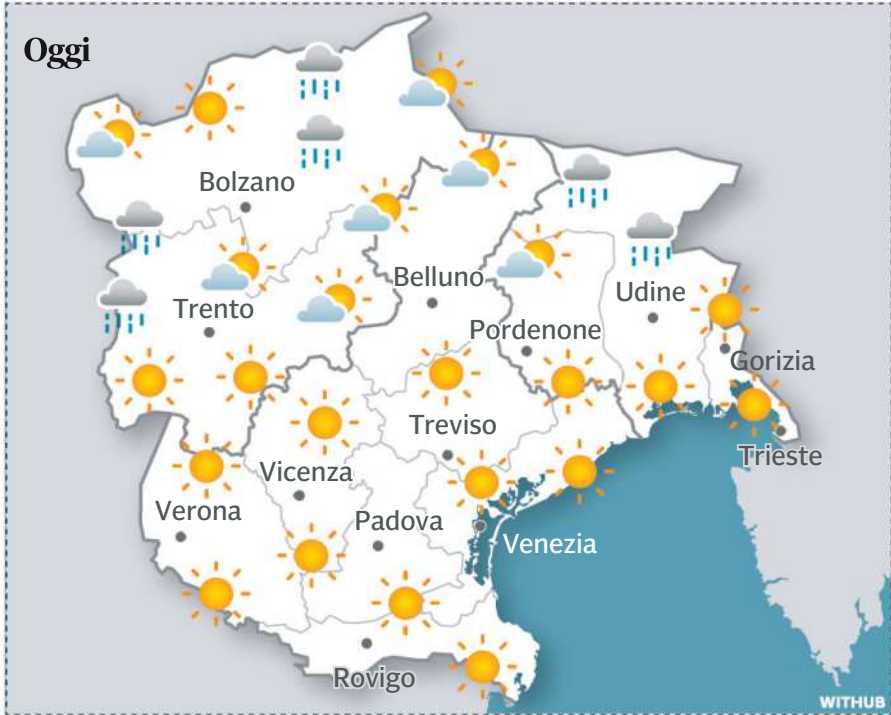 Oggi
Bolzano
Belluno
Udine
Trento
Pordenone
Gorizia
Treviso
Trieste
Vicenza
Verona
Padova
Venezia
Rovigo
WITHUB